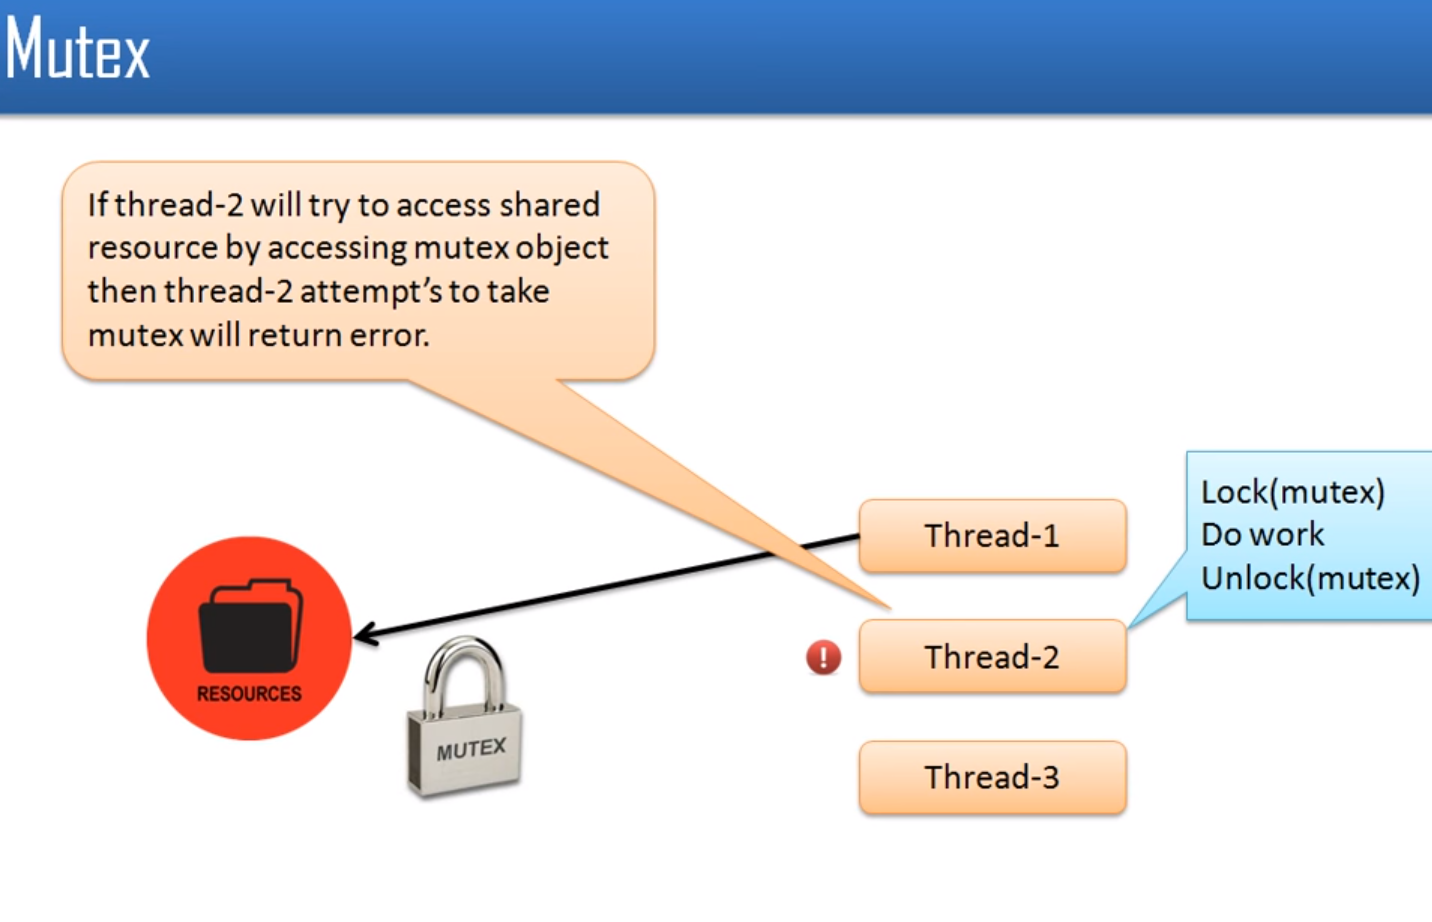 Mutex
If thread-2 will try to access shared
resource by accessing mutex object
then thread-2 attempt’s to take
mutex will return error.
Thread-1
Lock(mutex)
Do work
Unlock(mutex)
Thread-2
RESOURCES
MUTEX
Thread-3